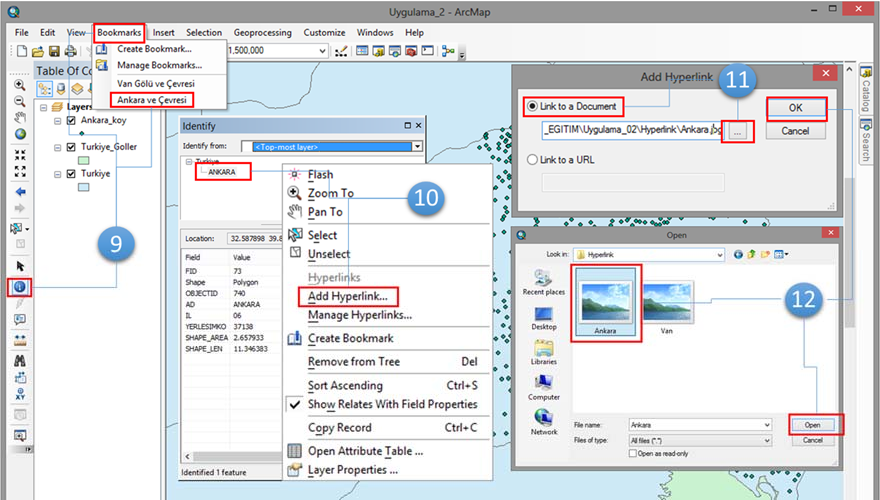 Uygulama_2 - ArcMap
File Edit View Bookmarks Insert Selection Geoprocessing Customize Windows Help
1.500,000
Create Bookmark...
Manage Bookmarks...
Van Gölü ve Çevresi
Ankara ve Çevresi
Table Of Co
Layers
Ankara_koy
Turkiye_Goller
Turkiye
9
Identify
Identify from: <Top-most layer>
Turkiye
ANKARA
Location: 32.587898 39.8
Field Value
FID 73
Shape Polygon
OBJECTID 740
AD ANKARA
IL 06
YERLESIMKO 37138
SHAPE_AREA 2.657933
SHAPE_LEN 11.346383
Identified 1 feature
Flash
Zoom To
Pan To
Select
Unselect
Hyperlinks
Add Hyperlink...
Manage Hyperlinks...
Create Bookmark
Remove from Tree Del
Sort Ascending Ctrl+S
Show Relates With Field Properties
Copy Record Ctrl+C
Open Attribute Table ...
Layer Properties ...
10
Add Hyperlink
11
Link to a Document
OK
_EGITIM\Uygulama_02\Hyperlink\Ankara.jpg
...
Cancel
Link to a URL
Catalog
Search
Open
Look in: Hyperlink
Recent places
Desktop
Libraries
Computer
Network
Ankara
Van
12
File name: Ankara
Open
Files of type: All files (*.*)
Cancel
Open as read-only
XY